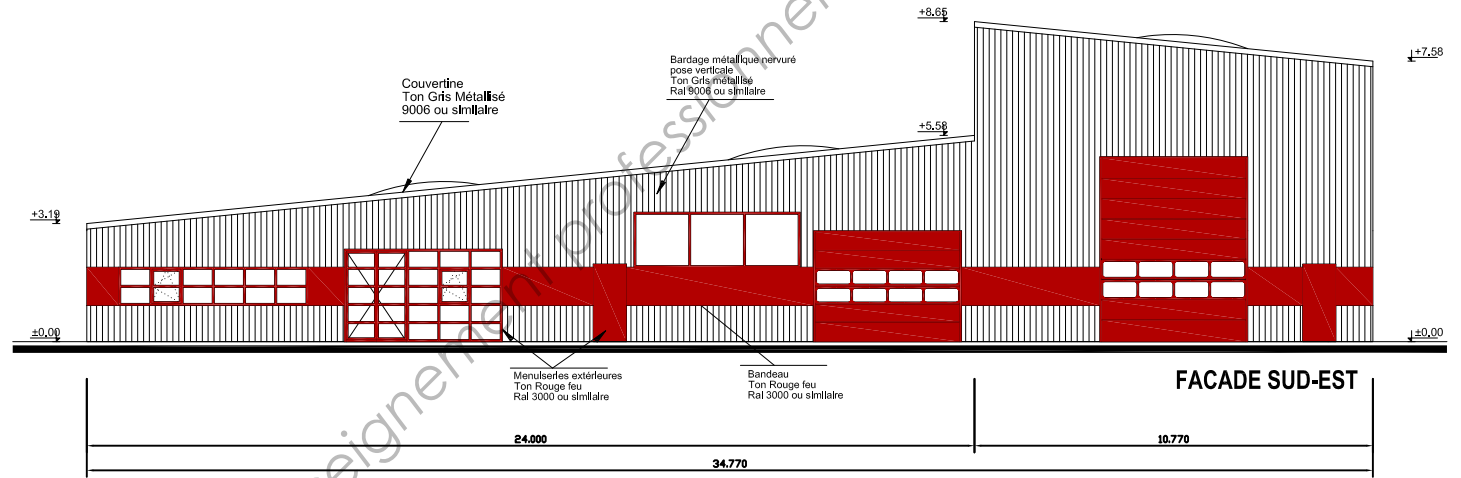 +8.65
+7.58
Bardage métallique nervuré
pose verticale
Ton Gris métallisé
Ral 9006 ou similaire
Couvertine
Ton Gris Métallisé
9006 ou similaire
+5.58
+3.19
±0,00
±0,00
Menuiseries extérieures
Ton Rouge feu
Ral 3000 ou similaire
Bandeau
Ton Rouge feu
Ral 3000 ou similaire
FACADE SUD-EST
24.000
10.770
34.770
seignement professionnel